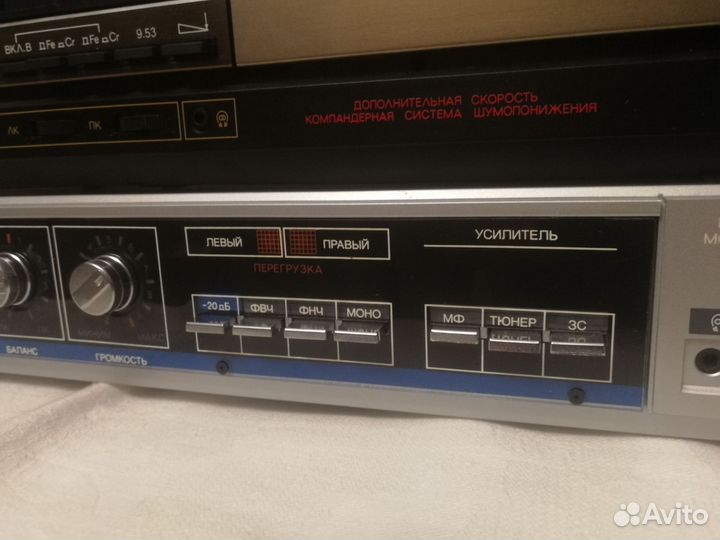 ВКЛ.В Fe Cr Fe Cr 9.53
ДОПОЛНИТЕЛЬНАЯ СКОРОСТЬ
КОМПАНДЕРНАЯ СИСТЕМА ШУМОПОНИЖЕНИЯ
ЛК ПК
ЛЕВЫЙ ПРАВЫЙ
ПЕРЕГРУЗКА
УСИЛИТЕЛЬ
-20 дБ ФВЧ ФНЧ МОНО
МФ ТЮНЕР ЗС
БАЛАНС ГРОМКОСТЬ
Avito